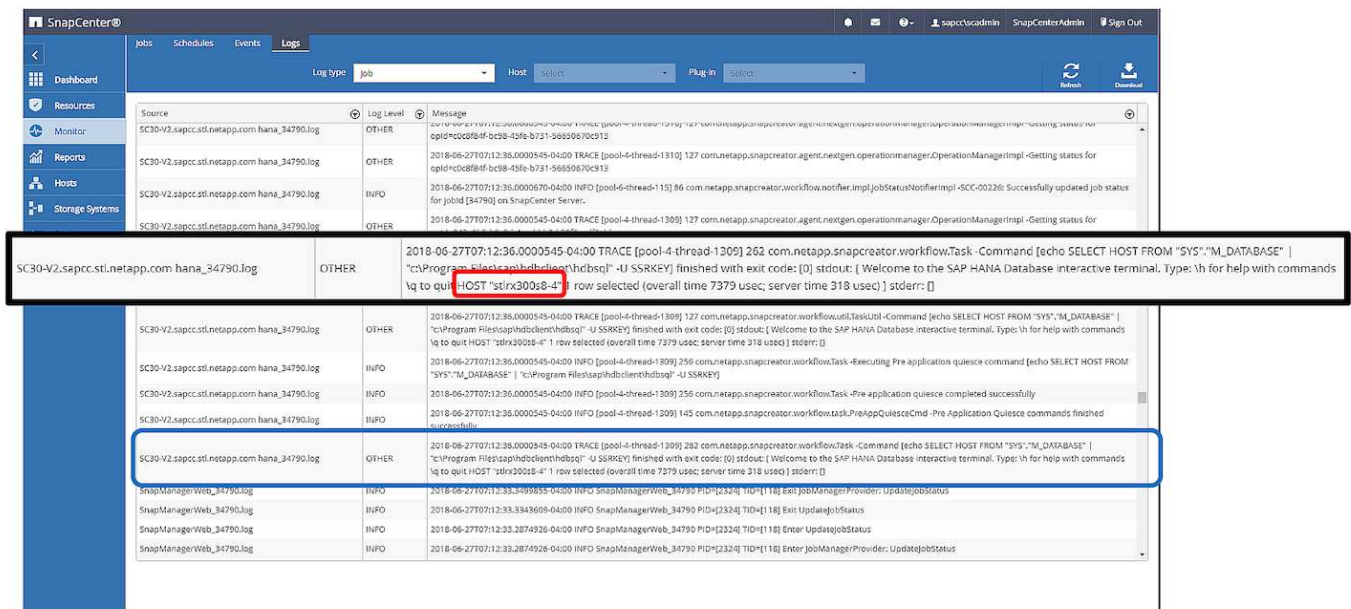 SnapCenter®
sapcc\scadmin SnapCenterAdmin Sign Out
Jobs Schedules Events Logs
Log type Job Host Select Plug-in Select
Refresh Download
Dashboard
Resources
Monitor
Reports
Hosts
Storage Systems
Source Log Level Message
SC30-V2.sapcc.stl.netapp.com hana_34790.log OTHER
opId=c0c8f84f-bc98-45fe-b731-56650670c913
SC30-V2.sapcc.stl.netapp.com hana_34790.log OTHER 2018-06-27T07:12:36.0000545-04:00 TRACE [pool-4-thread-1310] 127 com.netapp.snapcreator.agent.nextgen.operationmanager.OperationManagerImpl -Getting status for
opId=c0c8f84f-bc98-45fe-b731-56650670c913
SC30-V2.sapcc.stl.netapp.com hana_34790.log INFO 2018-06-27T07:12:36.0000670-04:00 INFO [pool-6-thread-115] 86 com.netapp.snapcreator.workflow.notifier.impl.JobStatusNotifierImpl -SCC-00226: Successfully updated job status
for jobId [34790] on SnapCenter Server.
SC30-V2.sapcc.stl.netapp.com hana_34790.log OTHER 2018-06-27T07:12:36.0000545-04:00 TRACE [pool-4-thread-1309] 127 com.netapp.snapcreator.agent.nextgen.operationmanager.OperationManagerImpl -Getting status for
SC30-V2.sapcc.stl.netapp.com hana_34790.log OTHER 2018-06-27T07:12:36.0000545-04:00 TRACE [pool-4-thread-1309] 262 com.netapp.snapcreator.workflow.Task -Command [echo SELECT HOST FROM "SYS"."M_DATABASE" |
"c:\Program Files\sap\hdbclient\hdbsql" -U SSRKEY] finished with exit code: [0] stdout: [ Welcome to the SAP HANA Database interactive terminal. Type: \h for help with commands
\q to quit HOST "stlrx300s8-4" 1 row selected (overall time 7379 usec; server time 318 usec) ] stderr: []
SC30-V2.sapcc.stl.netapp.com hana_34790.log OTHER 2018-06-27T07:12:36.0000545-04:00 TRACE [pool-4-thread-1309] 127 com.netapp.snapcreator.workflow.util.TaskUtil -Command [echo SELECT HOST FROM "SYS"."M_DATABASE" |
"c:\Program Files\sap\hdbclient\hdbsql" -U SSRKEY] finished with exit code: [0] stdout: [ Welcome to the SAP HANA Database interactive terminal. Type: \h for help with commands
\q to quit HOST "stlrx300s8-4" 1 row selected (overall time 7379 usec; server time 318 usec) ] stderr: []
SC30-V2.sapcc.stl.netapp.com hana_34790.log INFO 2018-06-27T07:12:36.0000545-04:00 INFO [pool-4-thread-1309] 256 com.netapp.snapcreator.workflow.Task -Executing Pre application quiesce command [echo SELECT HOST FROM
"SYS"."M_DATABASE" | "c:\Program Files\sap\hdbclient\hdbsql" -U SSRKEY]
SC30-V2.sapcc.stl.netapp.com hana_34790.log INFO 2018-06-27T07:12:36.0000545-04:00 INFO [pool-4-thread-1309] 256 com.netapp.snapcreator.workflow.Task -Pre application quiesce completed successfully
SC30-V2.sapcc.stl.netapp.com hana_34790.log INFO 2018-06-27T07:12:36.0000545-04:00 INFO [pool-4-thread-1309] 145 com.netapp.snapcreator.workflow.task.PreAppQuiesceCmd -Pre Application Quiesce commands finished
successfully
SC30-V2.sapcc.stl.netapp.com hana_34790.log OTHER 2018-06-27T07:12:36.0000545-04:00 TRACE [pool-4-thread-1309] 262 com.netapp.snapcreator.workflow.Task -Command [echo SELECT HOST FROM "SYS"."M_DATABASE" |
"c:\Program Files\sap\hdbclient\hdbsql" -U SSRKEY] finished with exit code: [0] stdout: [ Welcome to the SAP HANA Database interactive terminal. Type: \h for help with commands
\q to quit HOST "stlrx300s8-4" 1 row selected (overall time 7379 usec; server time 318 usec) ] stderr: []
SnapManagerWeb_34790.log INFO 2018-06-27T07:12:33.3499855-04:00 INFO SnapManagerWeb_34790 PID=[2324] TID=[118] Exit JobManagerProvider: UpdateJobStatus
SnapManagerWeb_34790.log INFO 2018-06-27T07:12:33.3343609-04:00 INFO SnapManagerWeb_34790 PID=[2324] TID=[118] Exit UpdateJobStatus
SnapManagerWeb_34790.log INFO 2018-06-27T07:12:33.2874926-04:00 INFO SnapManagerWeb_34790 PID=[2324] TID=[118] Enter UpdateJobStatus
SnapManagerWeb_34790.log INFO 2018-06-27T07:12:33.2874926-04:00 INFO SnapManagerWeb_34790 PID=[2324] TID=[118] Enter JobManagerProvider: UpdateJobStatus